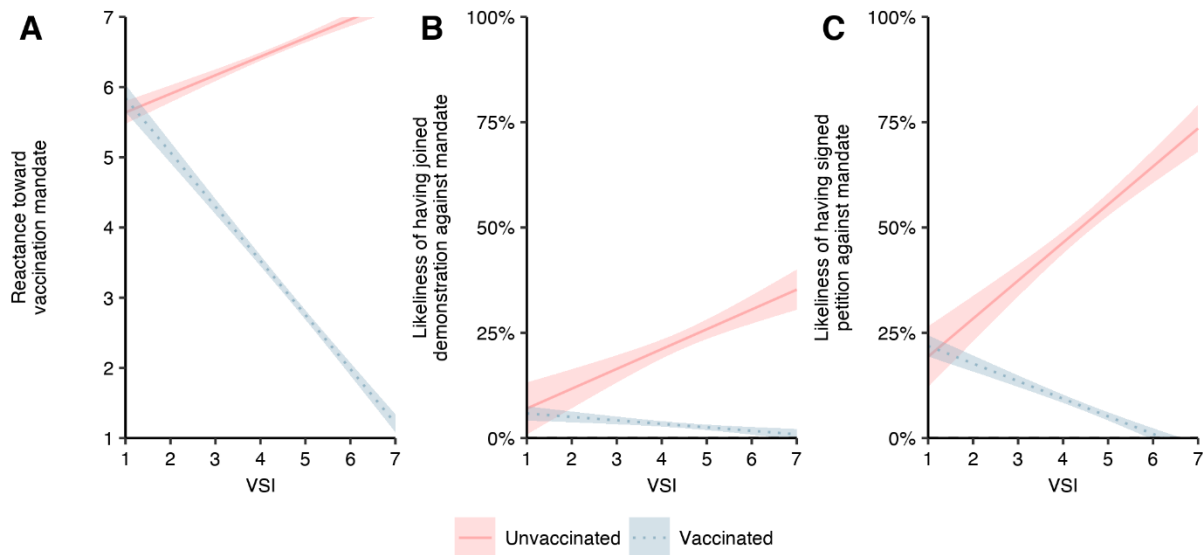 A
Reactance toward
vaccination mandate
7
6
5
4
3
2
1
1 2 3 4 5 6 7
VSI
B
Likeliness of having joined
demonstration against mandate
100%
75%
50%
25%
0%
1 2 3 4 5 6 7
VSI
C
Likeliness of having signed
petition against mandate
100%
75%
50%
25%
0%
1 2 3 4 5 6 7
VSI
Unvaccinated Vaccinated